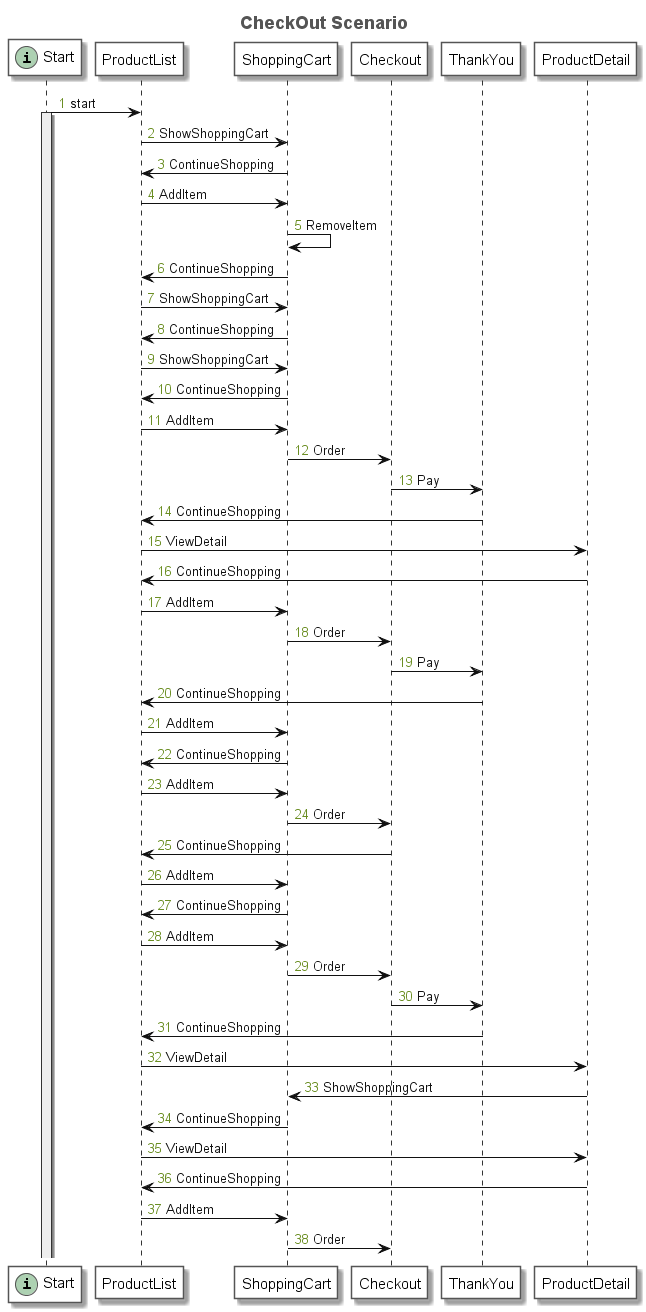 CheckOut Scenario
i Start ProductList ShoppingCart Checkout ThankYou ProductDetail
1 start
2 ShowShoppingCart
3 ContinueShopping
4 AddItem
5 RemoveItem
6 ContinueShopping
7 ShowShoppingCart
8 ContinueShopping
9 ShowShoppingCart
10 ContinueShopping
11 AddItem
12 Order
13 Pay
14 ContinueShopping
15 ViewDetail
16 ContinueShopping
17 AddItem
18 Order
19 Pay
20 ContinueShopping
21 AddItem
22 ContinueShopping
23 AddItem
24 Order
25 ContinueShopping
26 AddItem
27 ContinueShopping
28 AddItem
29 Order
30 Pay
31 ContinueShopping
32 ViewDetail
33 ShowShoppingCart
34 ContinueShopping
35 ViewDetail
36 ContinueShopping
37 AddItem
38 Order
i Start ProductList ShoppingCart Checkout ThankYou ProductDetail